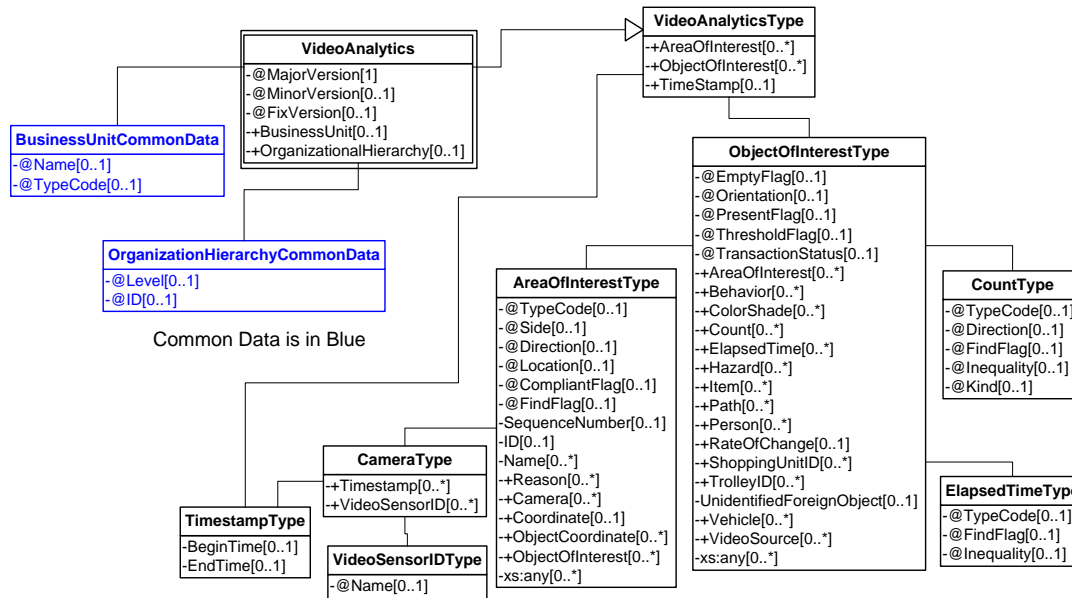 VideoAnalyticsType
-+AreaOfInterest[0..*]
-+ObjectOfInterest[0..*]
-+TimeStamp[0..1]
VideoAnalytics
-@MajorVersion[1]
-@MinorVersion[0..1]
-@FixVersion[0..1]
-+BusinessUnit[0..1]
-+OrganizationalHierarchy[0..1]
BusinessUnitCommonData
-@Name[0..1]
-@TypeCode[0..1]
OrganizationHierarchyCommonData
-@Level[0..1]
-@ID[0..1]
Common Data is in Blue
ObjectOfInterestType
-@EmptyFlag[0..1]
-@Orientation[0..1]
-@PresentFlag[0..1]
-@ThresholdFlag[0..1]
-@TransactionStatus[0..1]
-+AreaOfInterest[0..*]
-+Behavior[0..*]
-+ColorShade[0..*]
-+Count[0..*]
-+ElapsedTime[0..*]
-+Hazard[0..*]
-+Item[0..*]
-+Path[0..*]
-+Person[0..*]
-+RateOfChange[0..1]
-+ShoppingUnitID[0..*]
-+TrolleyID[0..*]
-UnidentifiedForeignObject[0..1]
-+Vehicle[0..*]
-+VideoSource[0..*]
-xs:any[0..*]
AreaOfInterestType
-@TypeCode[0..1]
-@Side[0..1]
-@Direction[0..1]
-@Location[0..1]
-@CompliantFlag[0..1]
-@FindFlag[0..1]
-SequenceNumber[0..1]
-ID[0..1]
-Name[0..*]
-+Reason[0..*]
-+Camera[0..*]
-+Coordinate[0..1]
-+ObjectCoordinate[0..*]
-+ObjectOfInterest[0..*]
-xs:any[0..*]
CountType
-@TypeCode[0..1]
-@Direction[0..1]
-@FindFlag[0..1]
-@Inequality[0..1]
-@Kind[0..1]
CameraType
-+Timestamp[0..*]
-+VideoSensorID[0..*]
TimestampType
-BeginTime[0..1]
-EndTime[0..1]
VideoSensorIDType
-@Name[0..1]
ElapsedTimeType
-@TypeCode[0..1]
-@FindFlag[0..1]
-@Inequality[0..1]